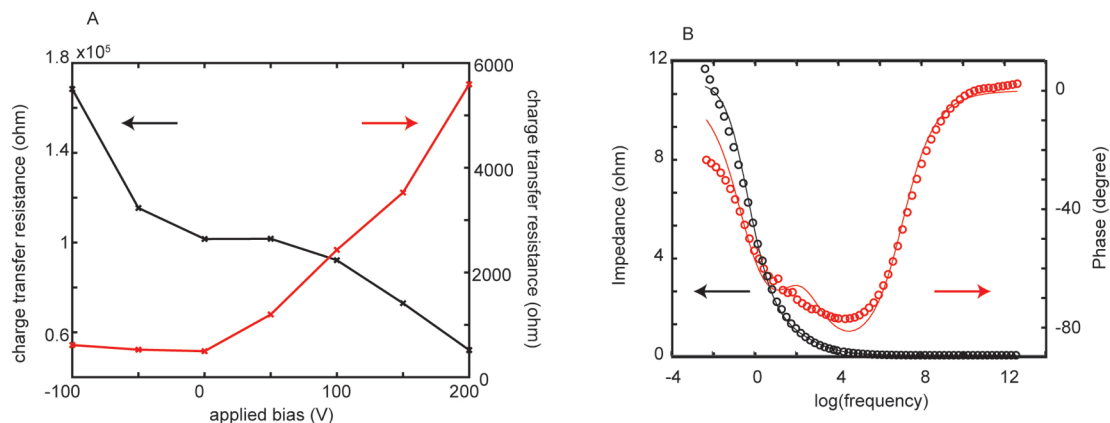 A
1.8 x10⁵
1.4
1
0.6
charge transfer resistance (ohm)
-100
0
100
200
applied bias (V)
6000
4000
2000
0
charge transfer resistance (ohm)
B
12
8
4
0
Impedance (ohm)
-4
0
4
8
12
log(frequency)
0
-40
-80
Phase (degree)